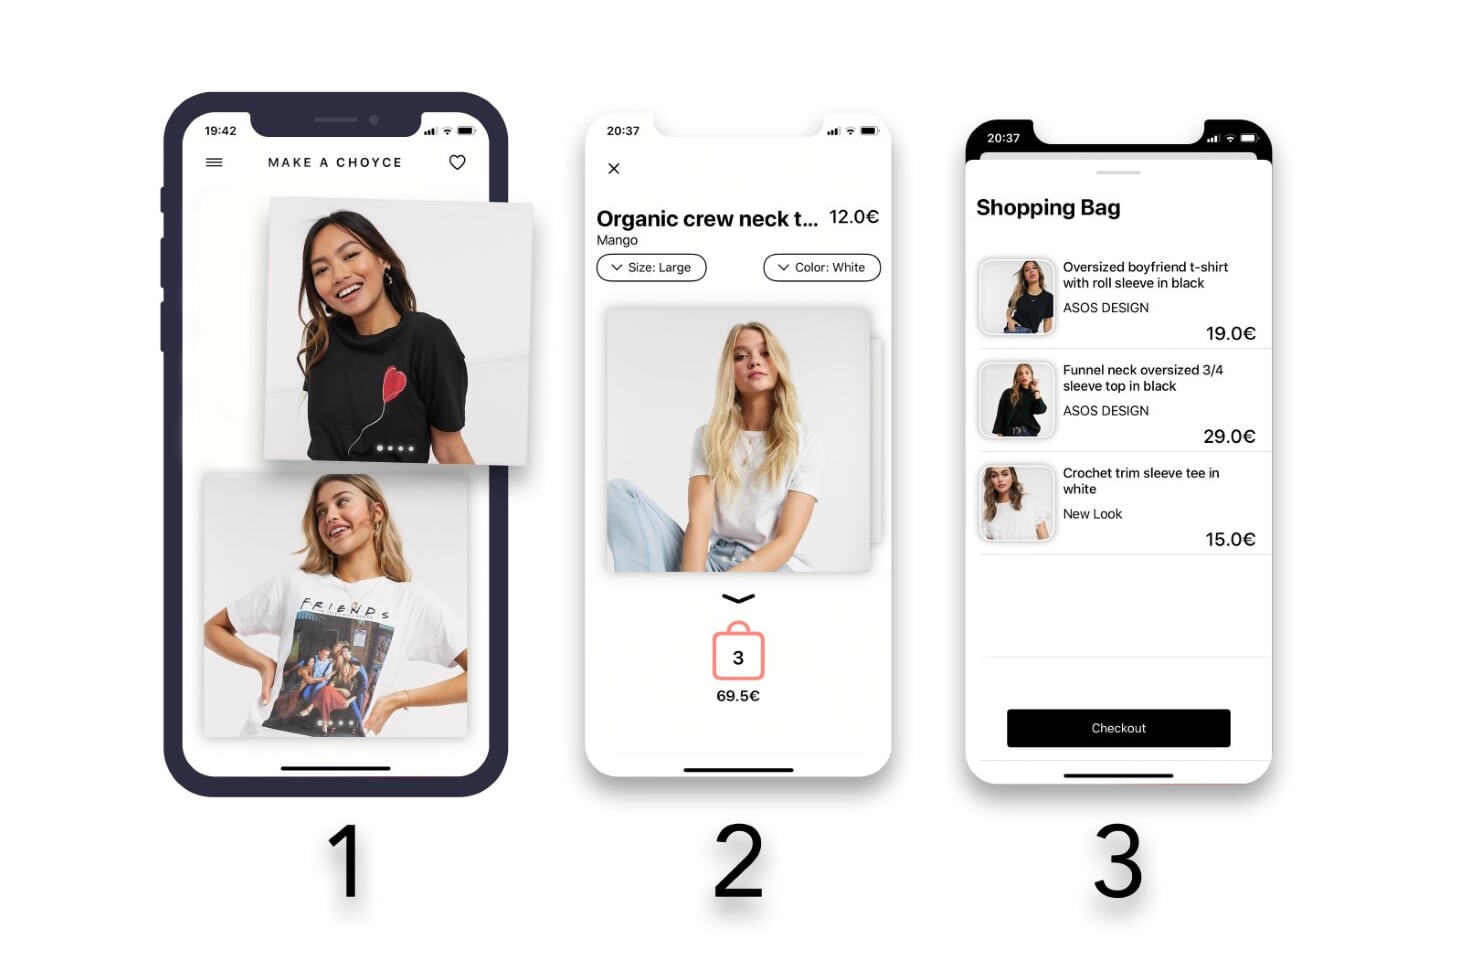 19:42
MAKE A CHOYCE
FRIENDS
1
20:37
Organic crew neck t... 12.0€
Mango
Size: Large
Color: White
3
69.5€
2
20:37
Shopping Bag
Oversized boyfriend t-shirt
with roll sleeve in black
ASOS DESIGN
19.0€
Funnel neck oversized 3/4
sleeve top in black
ASOS DESIGN
29.0€
Crochet trim sleeve tee in
white
New Look
15.0€
Checkout
3